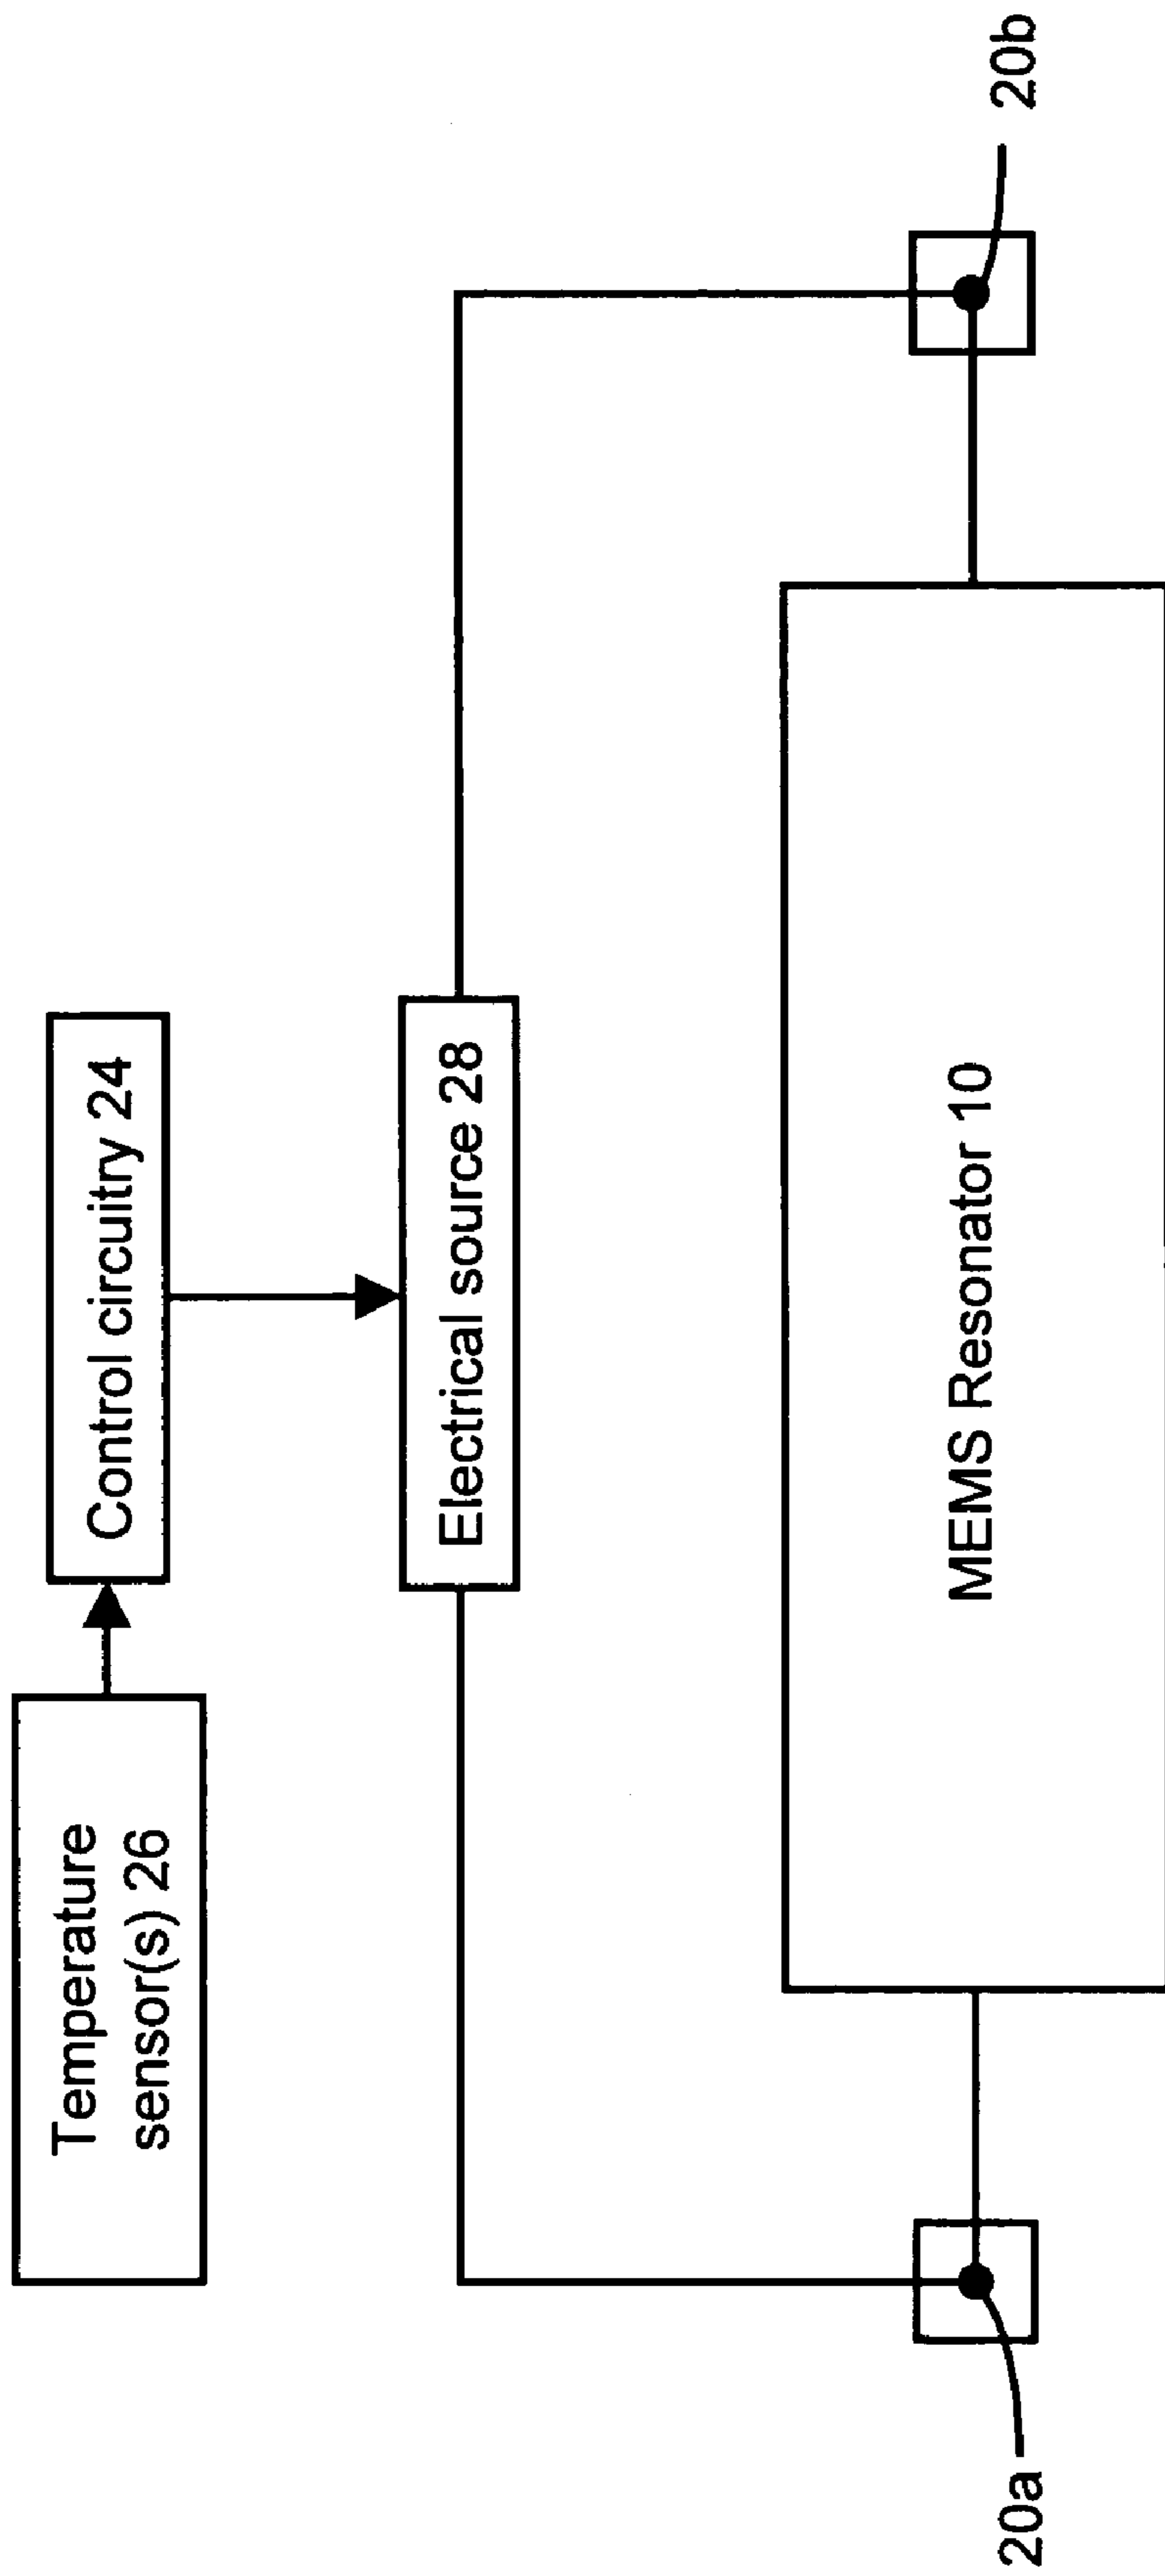 Temperature
sensor(s) 26
Control circuitry 24
Electrical source 28
MEMS Resonator 10
20a
20b